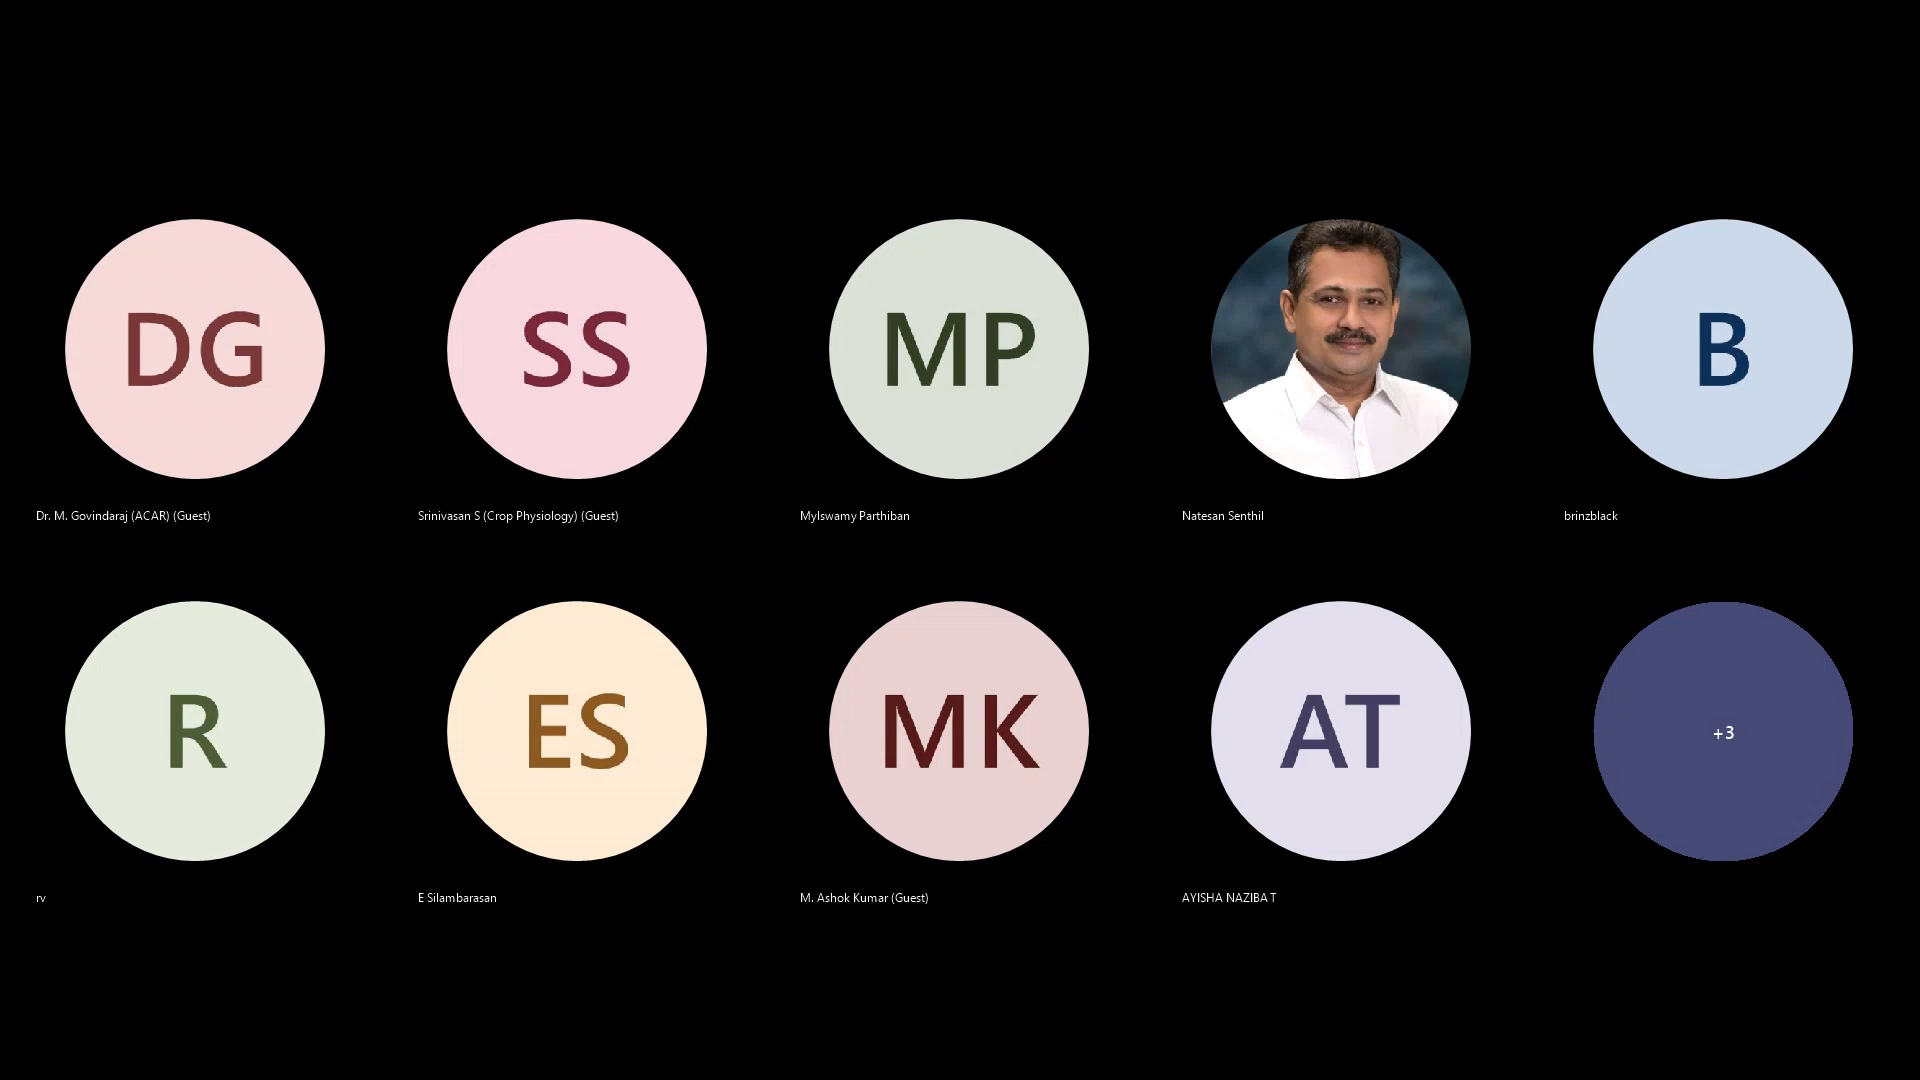 DG
SS
MP
B
Dr. M. Govindaraj (ACAR) (Guest)
Srinivasan S (Crop Physiology) (Guest)
Mylswamy Parthiban
Natesan Senthil
brinzblack
R
ES
MK
AT
+3
rv
E Silambarasan
M. Ashok Kumar (Guest)
AYISHA NAZIBA T